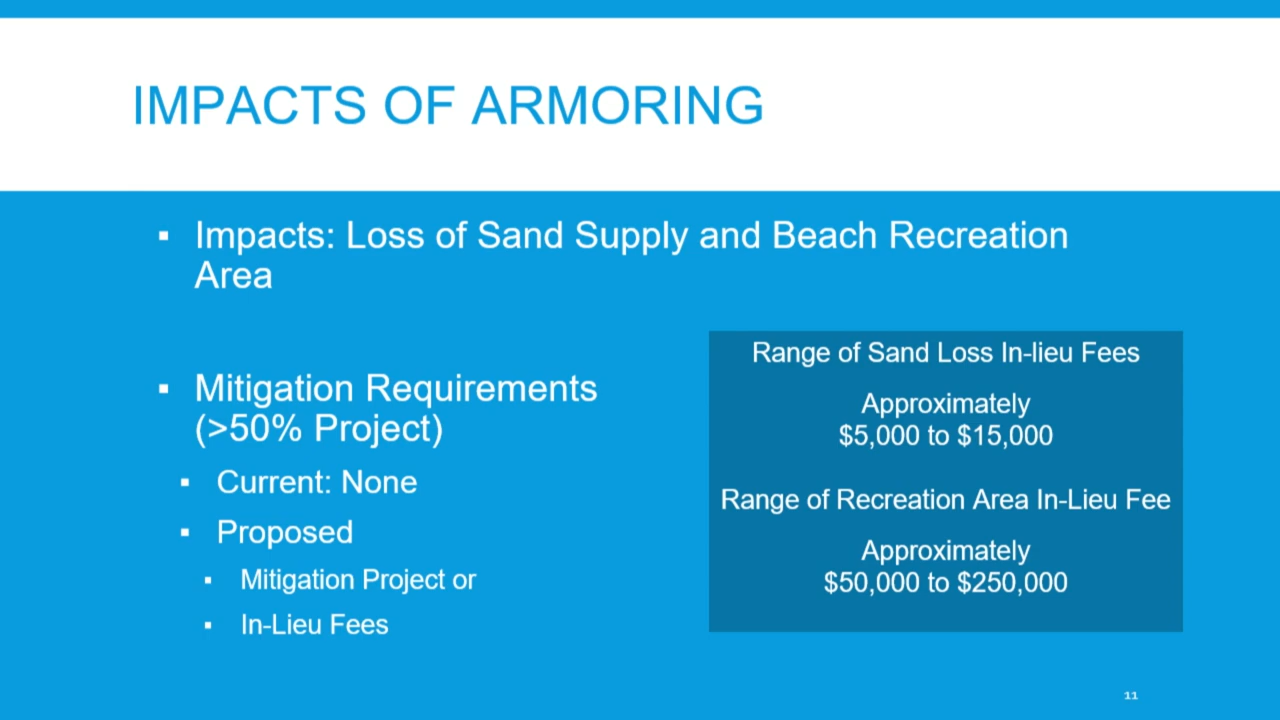 IMPACTS OF ARMORING
▪ Impacts: Loss of Sand Supply and Beach Recreation
Area
▪ Mitigation Requirements
(>50% Project)
▪ Current: None
▪ Proposed
▪ Mitigation Project or
▪ In-Lieu Fees
Range of Sand Loss In-lieu Fees
Approximately
$5,000 to $15,000
Range of Recreation Area In-Lieu Fee
Approximately
$50,000 to $250,000
11